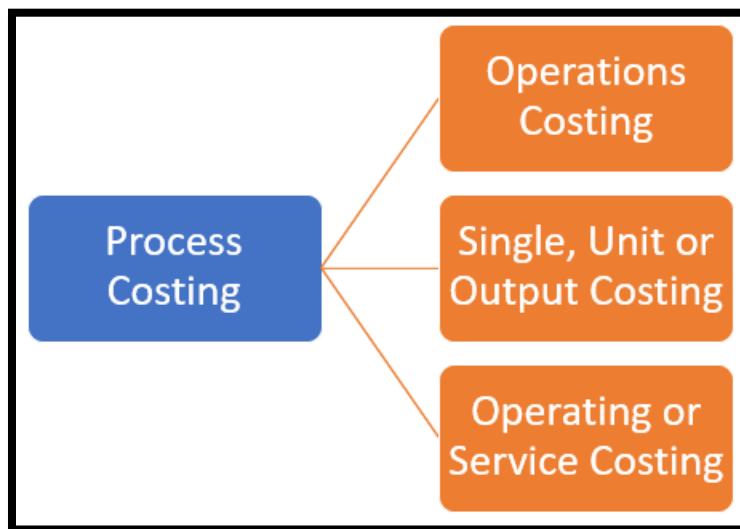 Process
Costing
Operations
Costing
Single, Unit or
Output Costing
Operating or
Service Costing